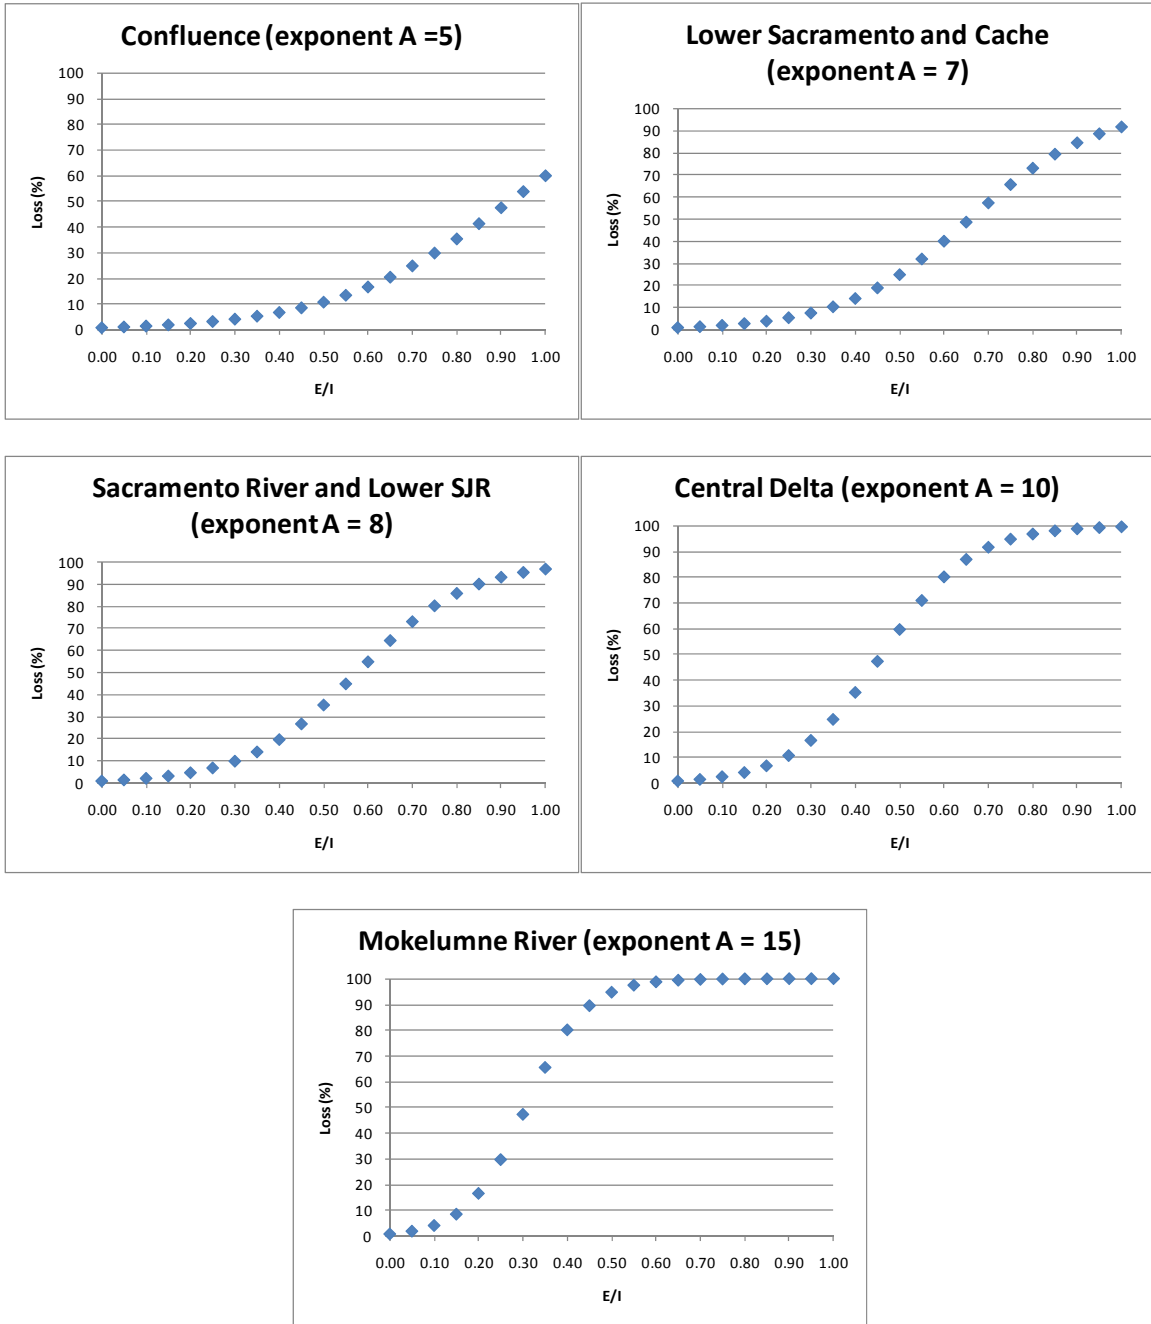 Confluence (exponent A =5)
100
90
80
70
60
50
40
30
20
10
0
Loss (%)
0.00 0.10 0.20 0.30 0.40 0.50 0.60 0.70 0.80 0.90 1.00
E/I
Lower Sacramento and Cache
(exponent A = 7)
100
90
80
70
60
50
40
30
20
10
0
Loss (%)
0.00 0.10 0.20 0.30 0.40 0.50 0.60 0.70 0.80 0.90 1.00
E/I
Sacramento River and Lower SJR
(exponent A = 8)
100
90
80
70
60
50
40
30
20
10
0
Loss (%)
0.00 0.10 0.20 0.30 0.40 0.50 0.60 0.70 0.80 0.90 1.00
E/I
Central Delta (exponent A = 10)
100
90
80
70
60
50
40
30
20
10
0
Loss (%)
0.00 0.10 0.20 0.30 0.40 0.50 0.60 0.70 0.80 0.90 1.00
E/I
Mokelumne River (exponent A = 15)
100
90
80
70
60
50
40
30
20
10
0
Loss (%)
0.00 0.10 0.20 0.30 0.40 0.50 0.60 0.70 0.80 0.90 1.00
E/I